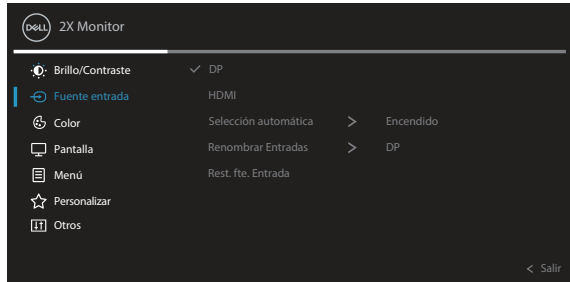 DELL 2X Monitor
Brillo/Contraste DP
Fuente entrada HDMI
Color Selección automática > Encendido
Pantalla Renombrar Entradas > DP
Menú Rest. fte. Entrada
Personalizar
Otros
< Salir